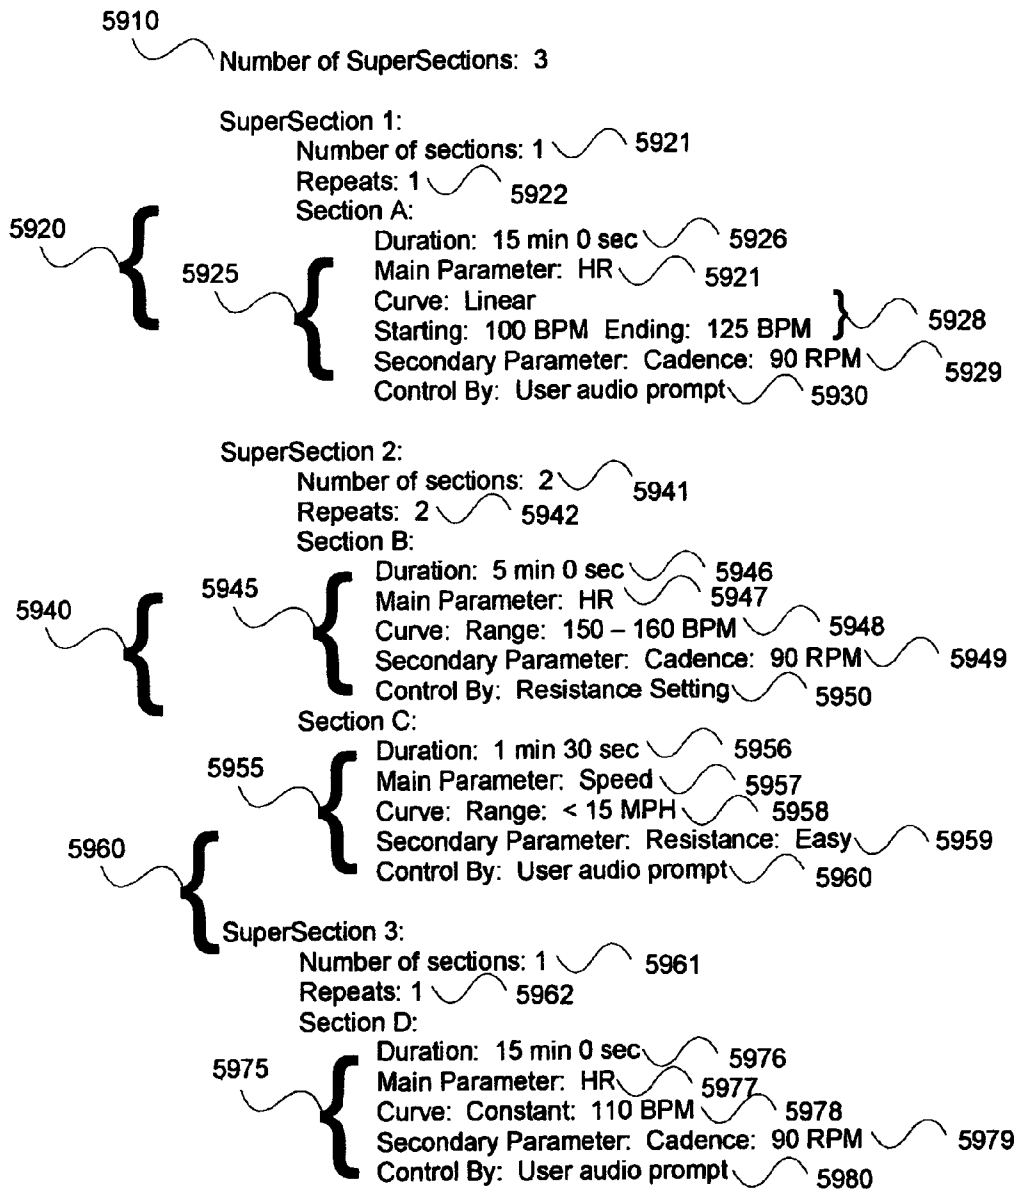 5910
Number of SuperSections: 3
SuperSection 1:
Number of sections: 1 5921
Repeats: 1 5922
Section A:
5920
5925
Duration: 15 min 0 sec 5926
Main Parameter: HR 5921
Curve: Linear
Starting: 100 BPM Ending: 125 BPM 5928
Secondary Parameter: Cadence: 90 RPM 5929
Control By: User audio prompt 5930
SuperSection 2:
Number of sections: 2 5941
Repeats: 2 5942
Section B:
5940
5945
Duration: 5 min 0 sec 5946
Main Parameter: HR 5947
Curve: Range: 150 – 160 BPM 5948
Secondary Parameter: Cadence: 90 RPM 5949
Control By: Resistance Setting 5950
Section C:
5955
Duration: 1 min 30 sec 5956
Main Parameter: Speed 5957
Curve: Range: < 15 MPH 5958
Secondary Parameter: Resistance: Easy 5959
Control By: User audio prompt 5960
5960
SuperSection 3:
Number of sections: 1 5961
Repeats: 1 5962
Section D:
5975
Duration: 15 min 0 sec 5976
Main Parameter: HR 5977
Curve: Constant: 110 BPM 5978
Secondary Parameter: Cadence: 90 RPM 5979
Control By: User audio prompt 5980